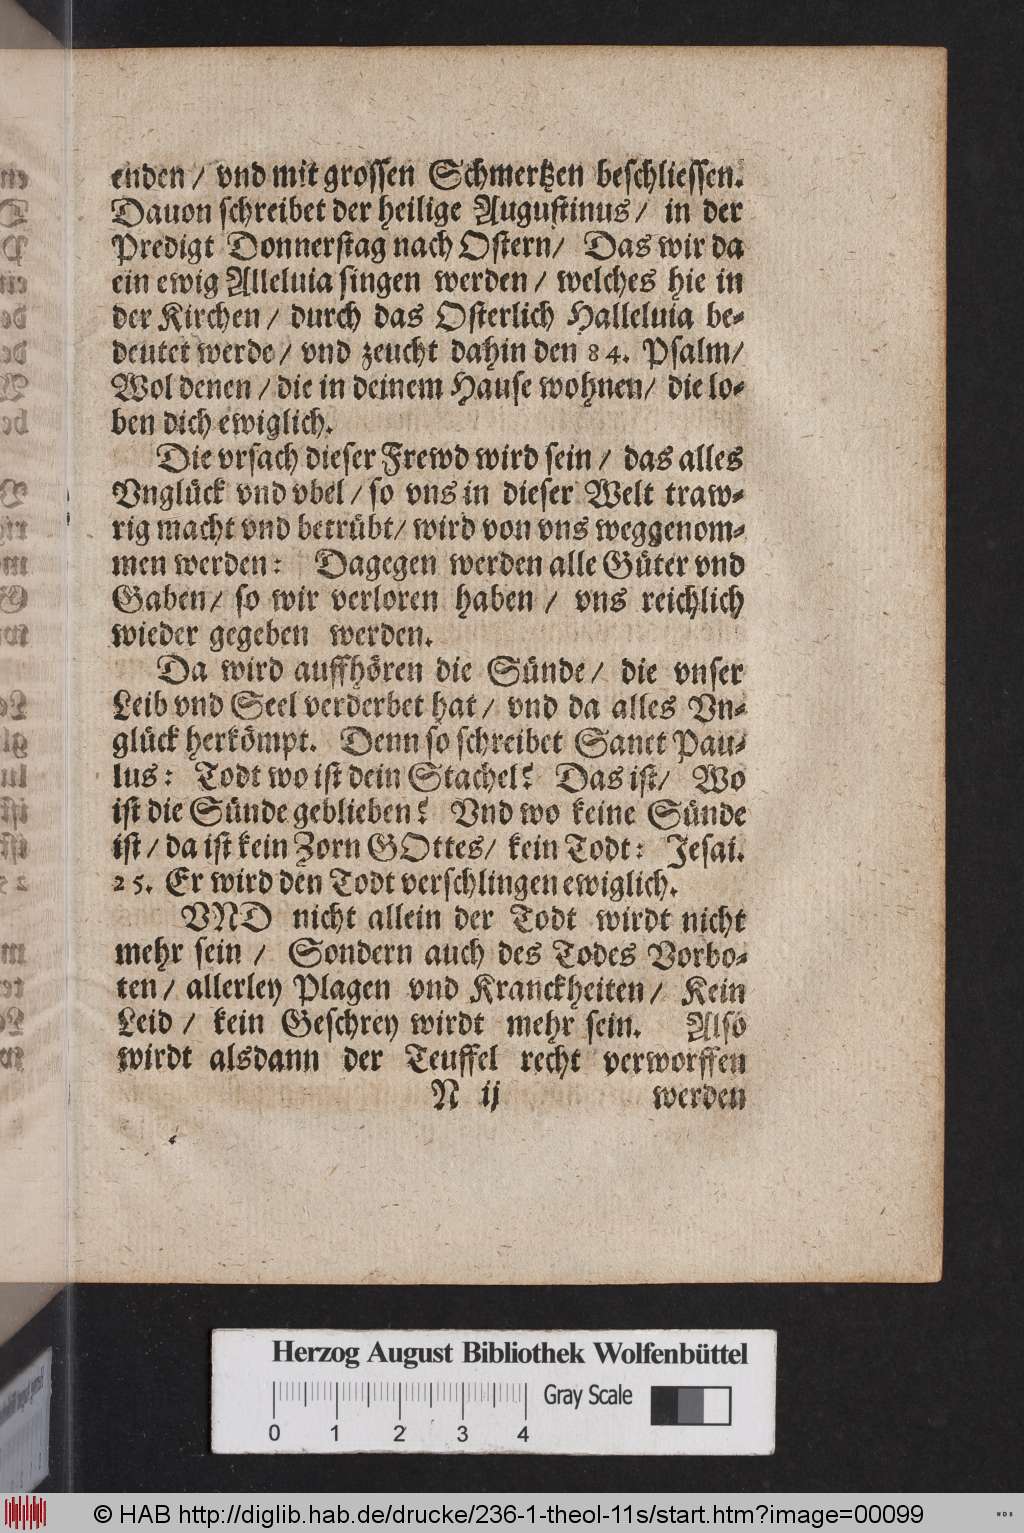 enden / vnd mit grossen Schmertzen beschliessen.
Dauon schreibet der heilige Augustinus / in der
Predigt Donnerstag nach Ostern / Das wir da
ein ewig Alleluia singen werden / welches hie in
der Kirchen / durch das Osterlich Halleluia be-
deutet werde / vnd zeucht dahin den 84. Psalm /
Wol denen / die in deinem Hause wohnen / die lo-
ben dich ewiglich.
Die vrsach dieser Frewd wird sein / das alles
Vnglück vnd vbel / so vns in dieser Welt traw-
rig macht vnd betrübt / wird von vns weggenom-
men werden: Dagegen werden alle Güter vnd
Gaben / so wir verloren haben / vns reichlich
wieder gegeben werden.
Da wird auffhören die Sünde / die vnser
Leib vnd Seel verderbet hat / vnd da alles Vn-
glück herkömpt. Denn so schreibet Sanct Pau-
lus: Todt wo ist dein Stachel? Das ist / Wo
ist die Sünde geblieben? Vnd wo keine Sünde
ist / da ist kein Zorn GOttes / kein Todt: Jesai.
25. Er wird den Todt verschlingen ewiglich.
VND nicht allein der Todt wirdt nicht
mehr sein / Sondern auch des Todes Vorbo-
ten / allerley Plagen vnd Kranckheiten / Kein
Leid / kein Geschrey wirdt mehr sein. Also
wirdt alsdann der Teuffel recht verworffen
N ij werden
Herzog August Bibliothek Wolfenbüttel
Gray Scale
0 1 2 3 4
© HAB http://diglib.hab.de/drucke/236-1-theol-11s/start.htm?image=00099